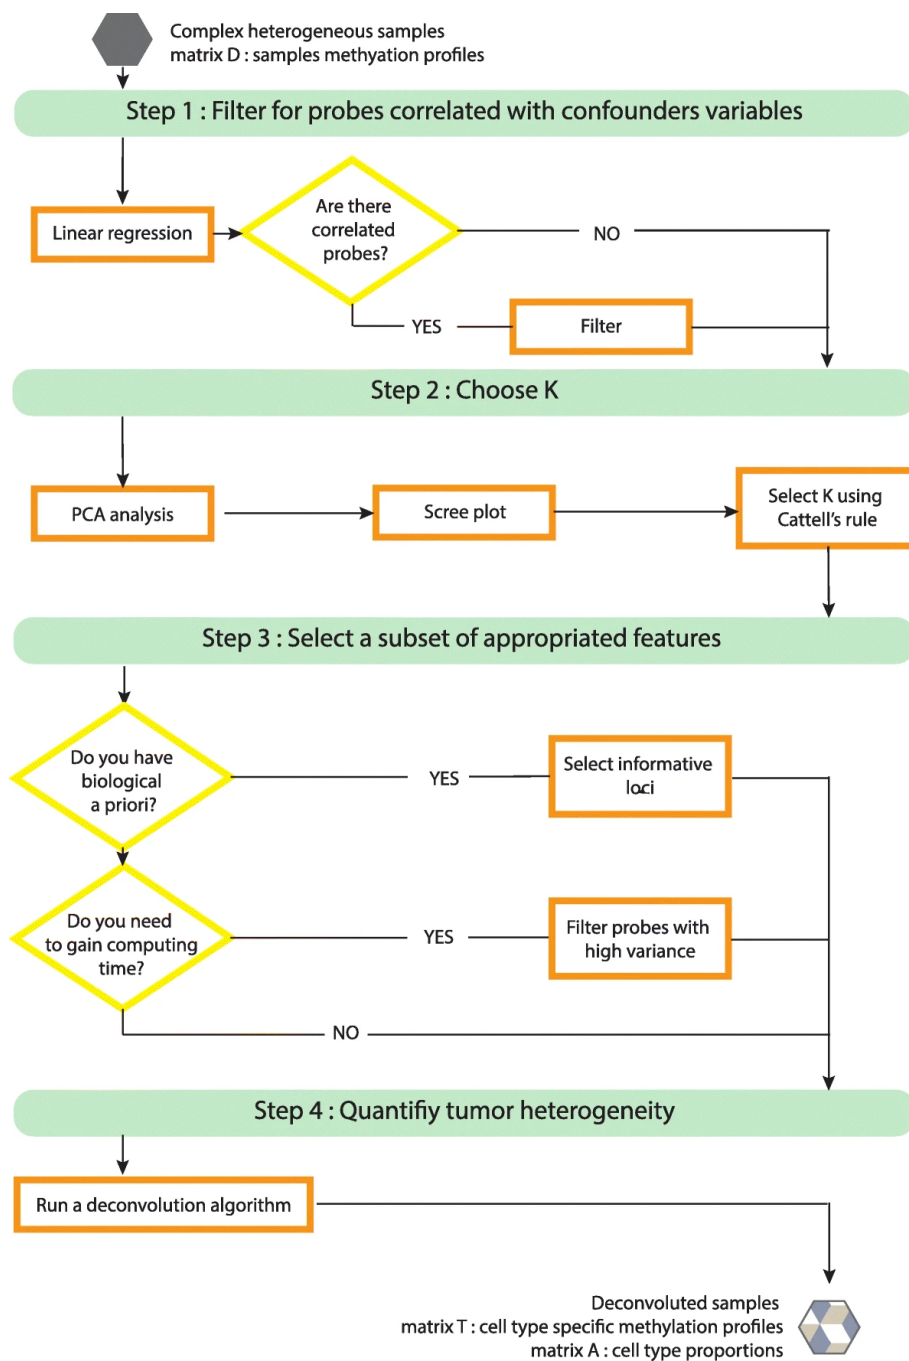 Complex heterogeneous samples
matrix D : samples methyation profiles
Step 1 : Filter for probes correlated with confounders variables
Linear regression
Are there
correlated
probes?
NO
YES
Filter
Step 2 : Choose K
PCA analysis
Scree plot
Select K using
Cattell's rule
Step 3 : Select a subset of appropriated features
Do you have
biological
a priori?
YES
Select informative
loci
Do you need
to gain computing
time?
YES
Filter probes with
high variance
NO
Step 4 : Quantifiy tumor heterogeneity
Run a deconvolution algorithm
Deconvoluted samples
matrix T : cell type specific methylation profiles
matrix A : cell type proportions